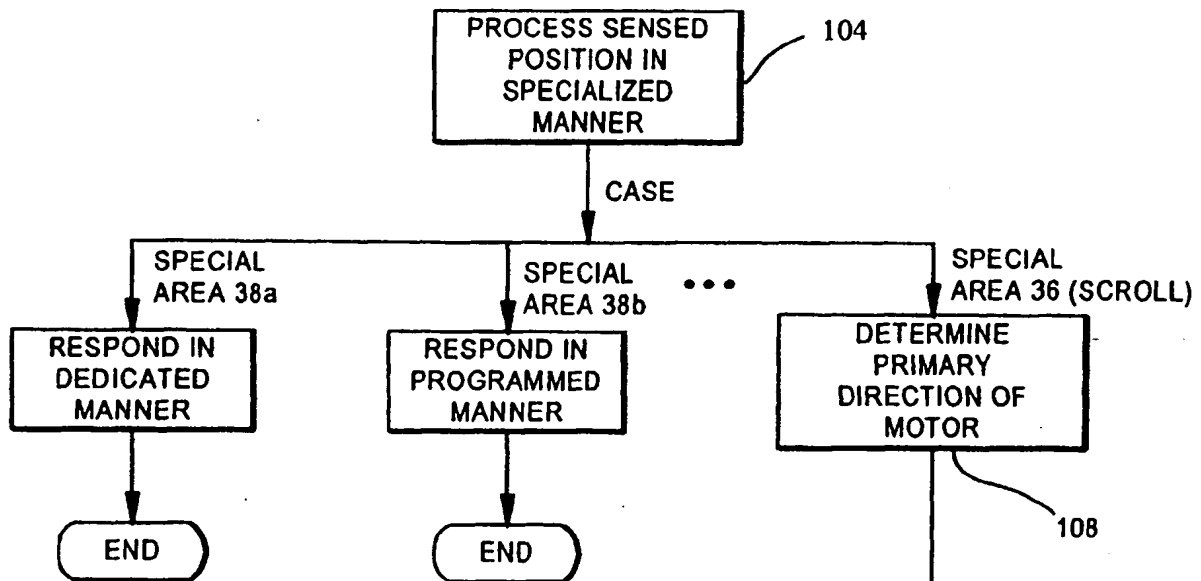 PROCESS SENSED
POSITION IN
SPECIALIZED
MANNER
104
CASE
SPECIAL
AREA 38a
SPECIAL
AREA 38b
•••
SPECIAL
AREA 36 (SCROLL)
RESPOND IN
DEDICATED
MANNER
RESPOND IN
PROGRAMMED
MANNER
DETERMINE
PRIMARY
DIRECTION OF
MOTOR
108
END
END